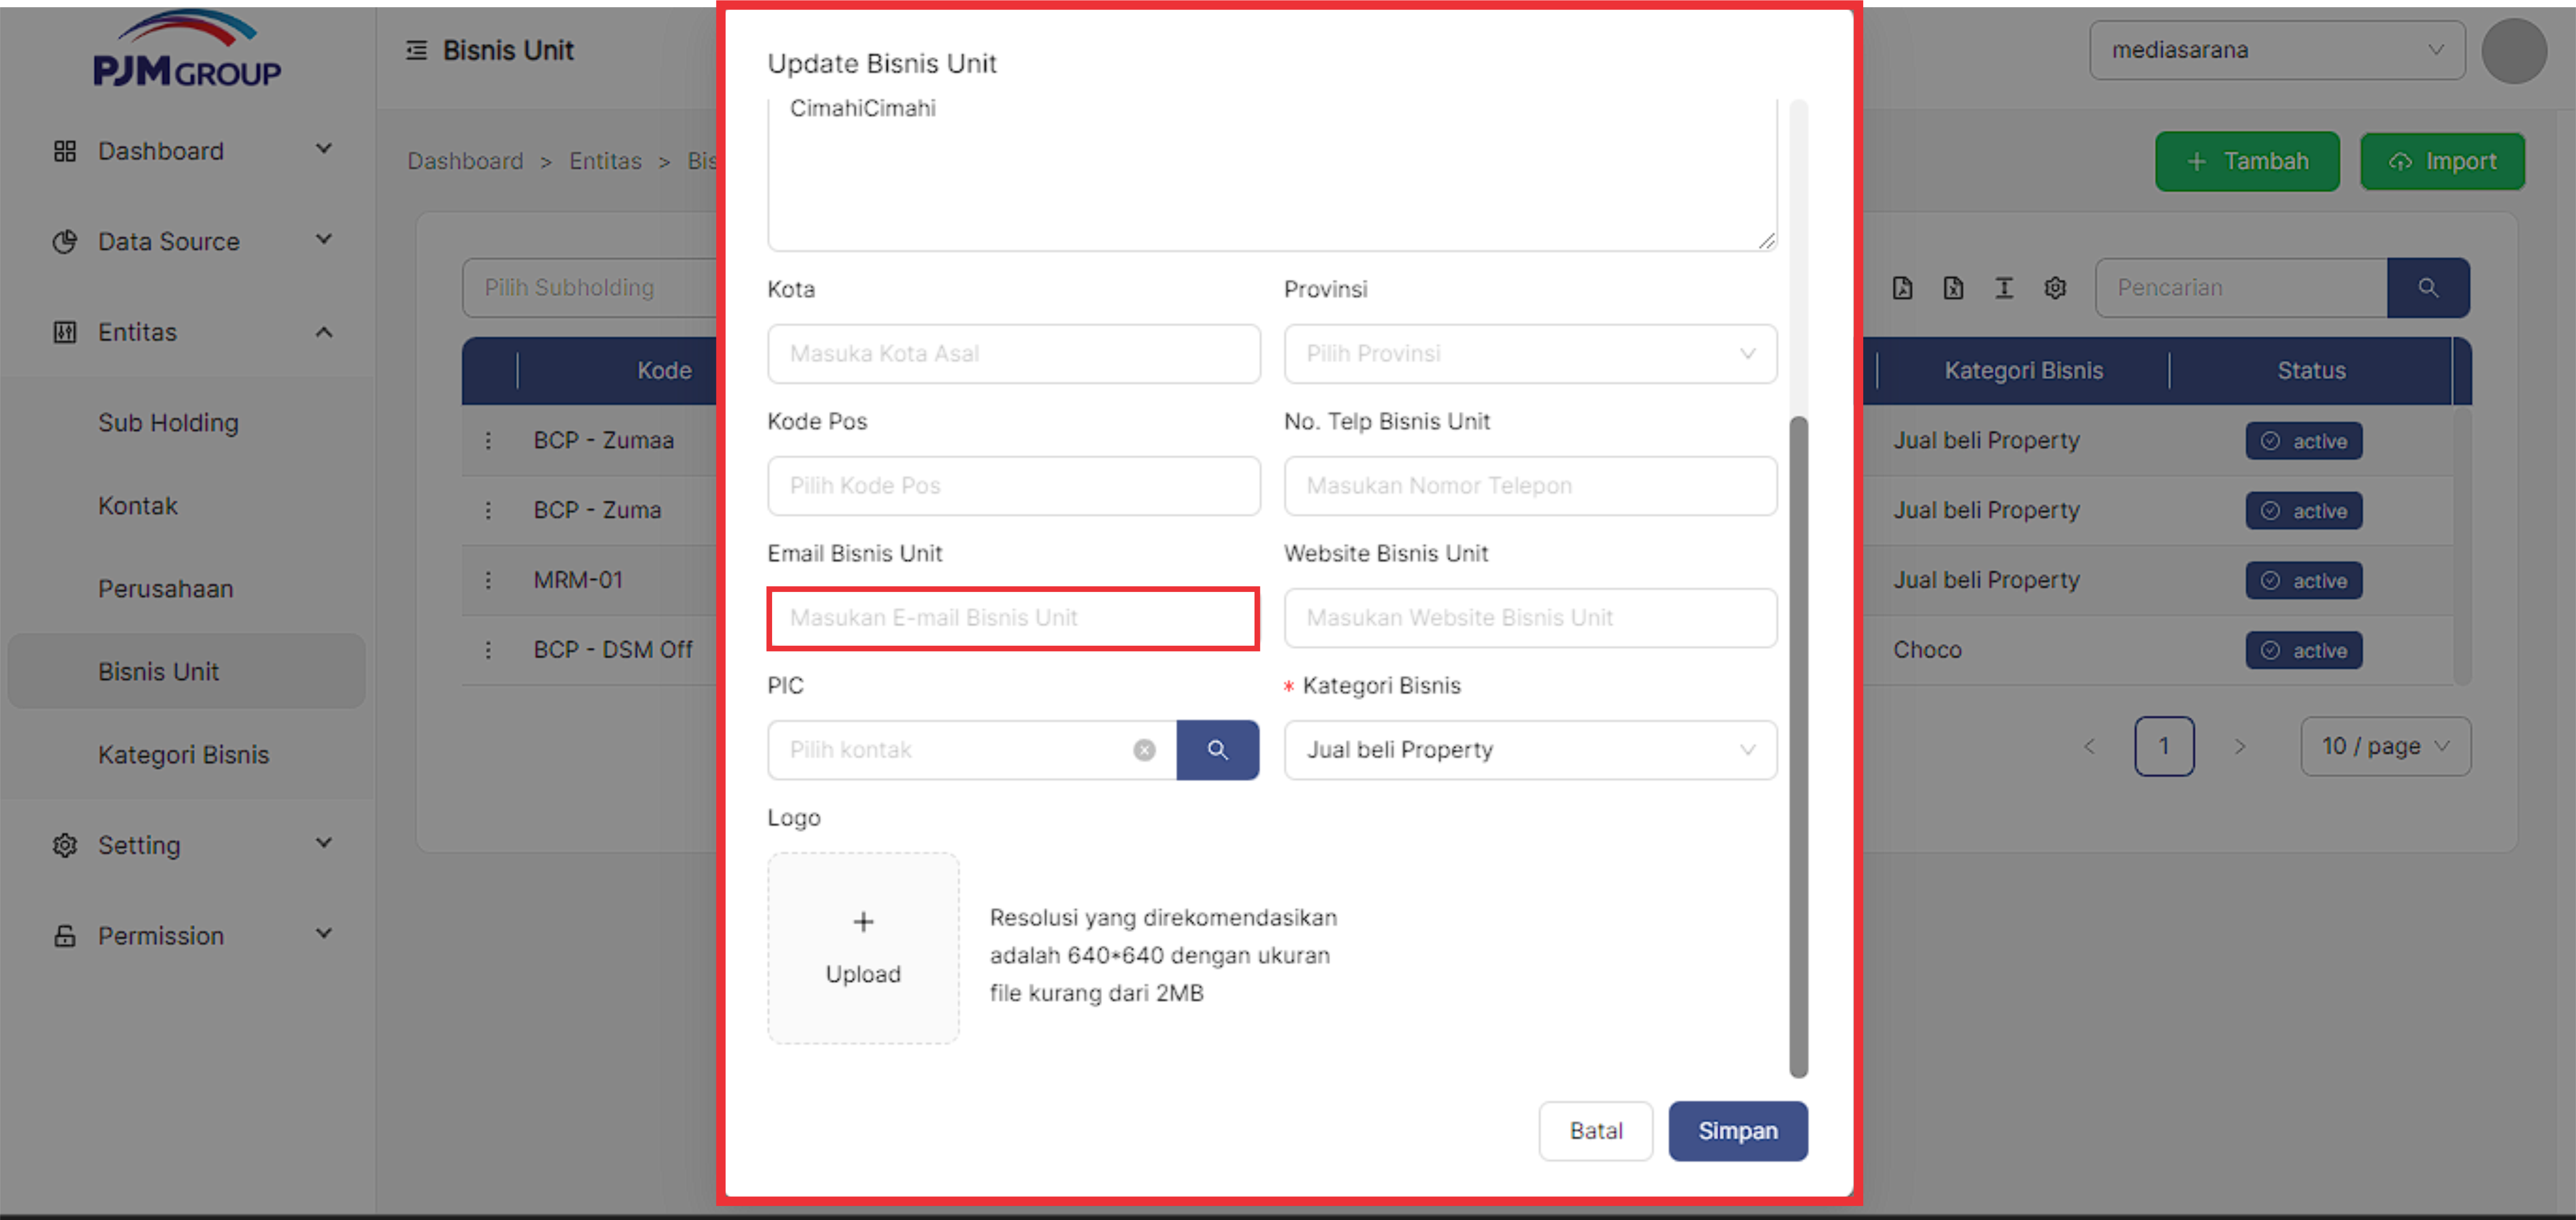 PJM GROUP
Dashboard
Data Source
Entitas
Sub Holding
Kontak
Perusahaan
Bisnis Unit
Kategori Bisnis
Setting
Permission
Bisnis Unit
mediasarana
Dashboard > Entitas > Bis
+ Tambah
Import
Pilih Subholding
Pencarian
Kode
Kategori Bisnis
Status
BCP - Zumaa
Jual beli Property
active
BCP - Zuma
Jual beli Property
active
MRM-01
Jual beli Property
active
BCP - DSM Off
Choco
active
< 1 >
10 / page
Update Bisnis Unit
CimahiCimahi
Kota
Provinsi
Masuka Kota Asal
Pilih Provinsi
Kode Pos
No. Telp Bisnis Unit
Pilih Kode Pos
Masukan Nomor Telepon
Email Bisnis Unit
Website Bisnis Unit
Masukan E-mail Bisnis Unit
Masukan Website Bisnis Unit
PIC
* Kategori Bisnis
Pilih kontak
Jual beli Property
Logo
+
Upload
Resolusi yang direkomendasikan
adalah 640*640 dengan ukuran
file kurang dari 2MB
Batal
Simpan